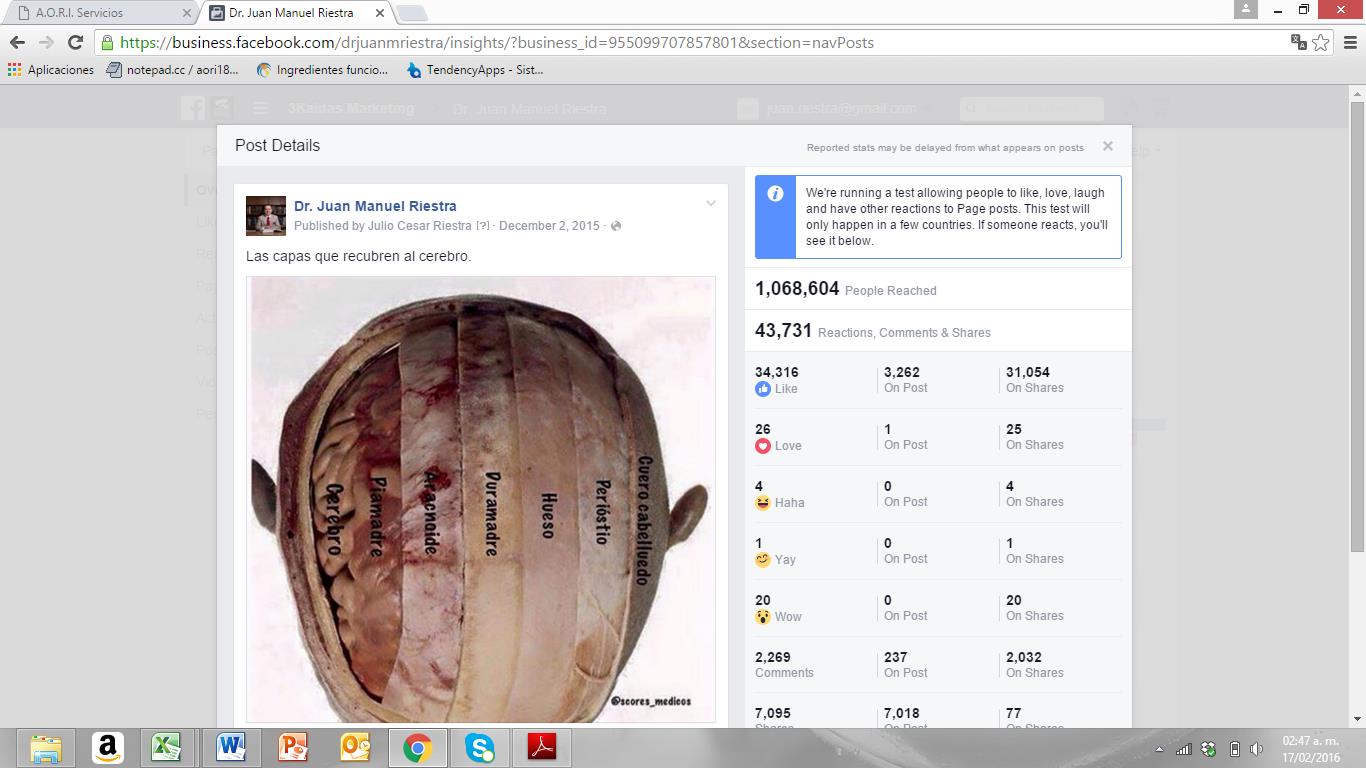 A.O.R.I. Servicios
Dr. Juan Manuel Riestra
https://business.facebook.com/drjuanmriestra/insights/?business_id=955099707857801&section=navPosts
Aplicaciones
notepad.cc / aori18...
Ingredientes funcio...
TendencyApps - Sist...
3Kaidas Marketing
Dr. Juan Manuel Riestra
juan.riestra@gmail.com
Post Details
Reported stats may be delayed from what appears on posts
Dr. Juan Manuel Riestra
Published by Julio Cesar Riestra [?] · December 2, 2015 ·
Las capas que recubren al cerebro.
Cerebro
Piamadre
Aracnoide
Duramadre
Hueso
Perióstio
Cuero cabelluedo
@scores_medicos
We're running a test allowing people to like, love, laugh
and have other reactions to Page posts. This test will
only happen in a few countries. If someone reacts, you'll
see it below.
1,068,604 People Reached
43,731 Reactions, Comments & Shares
34,316 3,262 31,054
Like On Post On Shares
26 1 25
Love On Post On Shares
4 0 4
Haha On Post On Shares
1 0 1
Yay On Post On Shares
20 0 20
Wow On Post On Shares
2,269 237 2,032
Comments On Post On Shares
7,095 7,018 77
Shares On Post On Shares
02:47 a. m.
17/02/2016